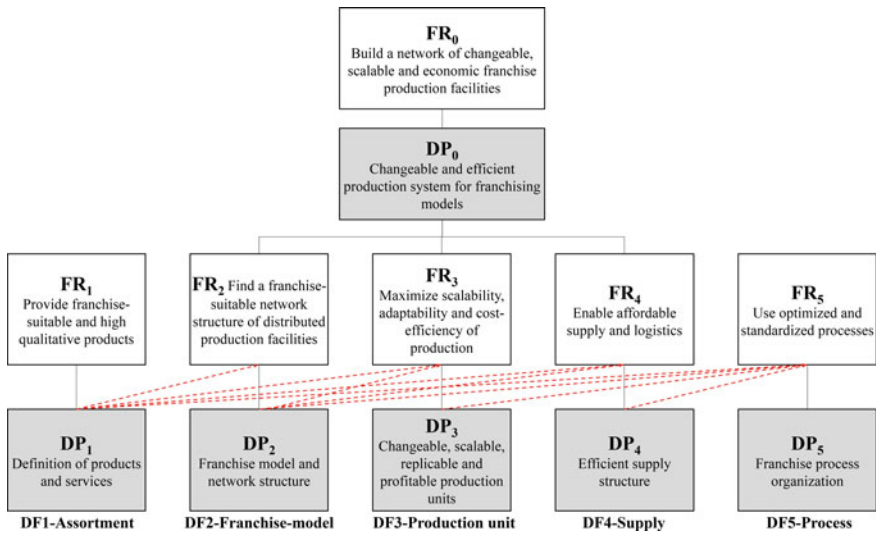 FR0
Build a network of changeable,
scalable and economic franchise
production facilities
DP0
Changeable and efficient
production system for franchising
models
FR1
Provide franchise-
suitable and high
qualitative products
FR2 Find a franchise-
suitable network
structure of distributed
production facilities
FR3
Maximize scalability,
adaptability and cost-
efficiency of
production
FR4
Enable affordable
supply and logistics
FR5
Use optimized and
standardized processes
DP1
Definition of products
and services
DP2
Franchise model and
network structure
DP3
Changeable, scalable,
replicable and
profitable production
units
DP4
Efficient supply
structure
DP5
Franchise process
organization
DF1-Assortment
DF2-Franchise-model
DF3-Production unit
DF4-Supply
DF5-Process